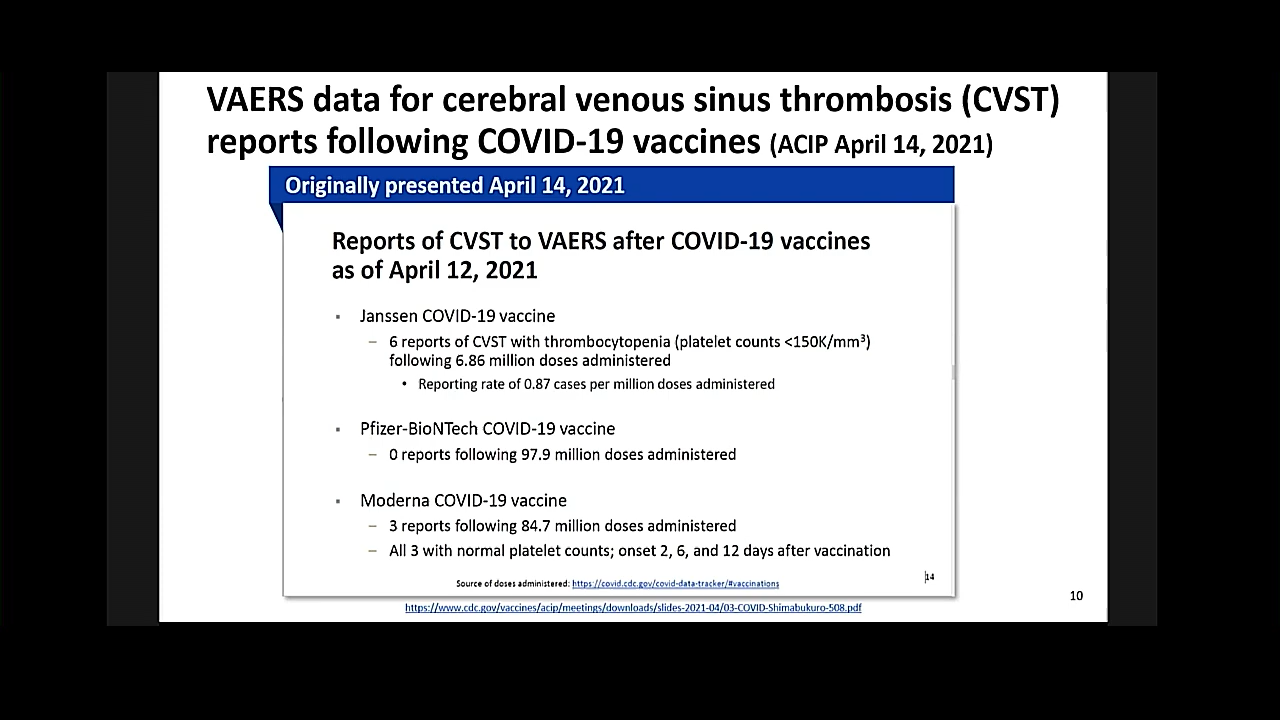 VAERS data for cerebral venous sinus thrombosis (CVST)
reports following COVID-19 vaccines (ACIP April 14, 2021)
Originally presented April 14, 2021
Reports of CVST to VAERS after COVID-19 vaccines
as of April 12, 2021
▪ Janssen COVID-19 vaccine
– 6 reports of CVST with thrombocytopenia (platelet counts <150K/mm³)
following 6.86 million doses administered
• Reporting rate of 0.87 cases per million doses administered
▪ Pfizer-BioNTech COVID-19 vaccine
– 0 reports following 97.9 million doses administered
▪ Moderna COVID-19 vaccine
– 3 reports following 84.7 million doses administered
– All 3 with normal platelet counts; onset 2, 6, and 12 days after vaccination
Source of doses administered: https://covid.cdc.gov/covid-data-tracker/#vaccinations
14
https://www.cdc.gov/vaccines/acip/meetings/downloads/slides-2021-04/03-COVID-Shimabukuro-508.pdf
10